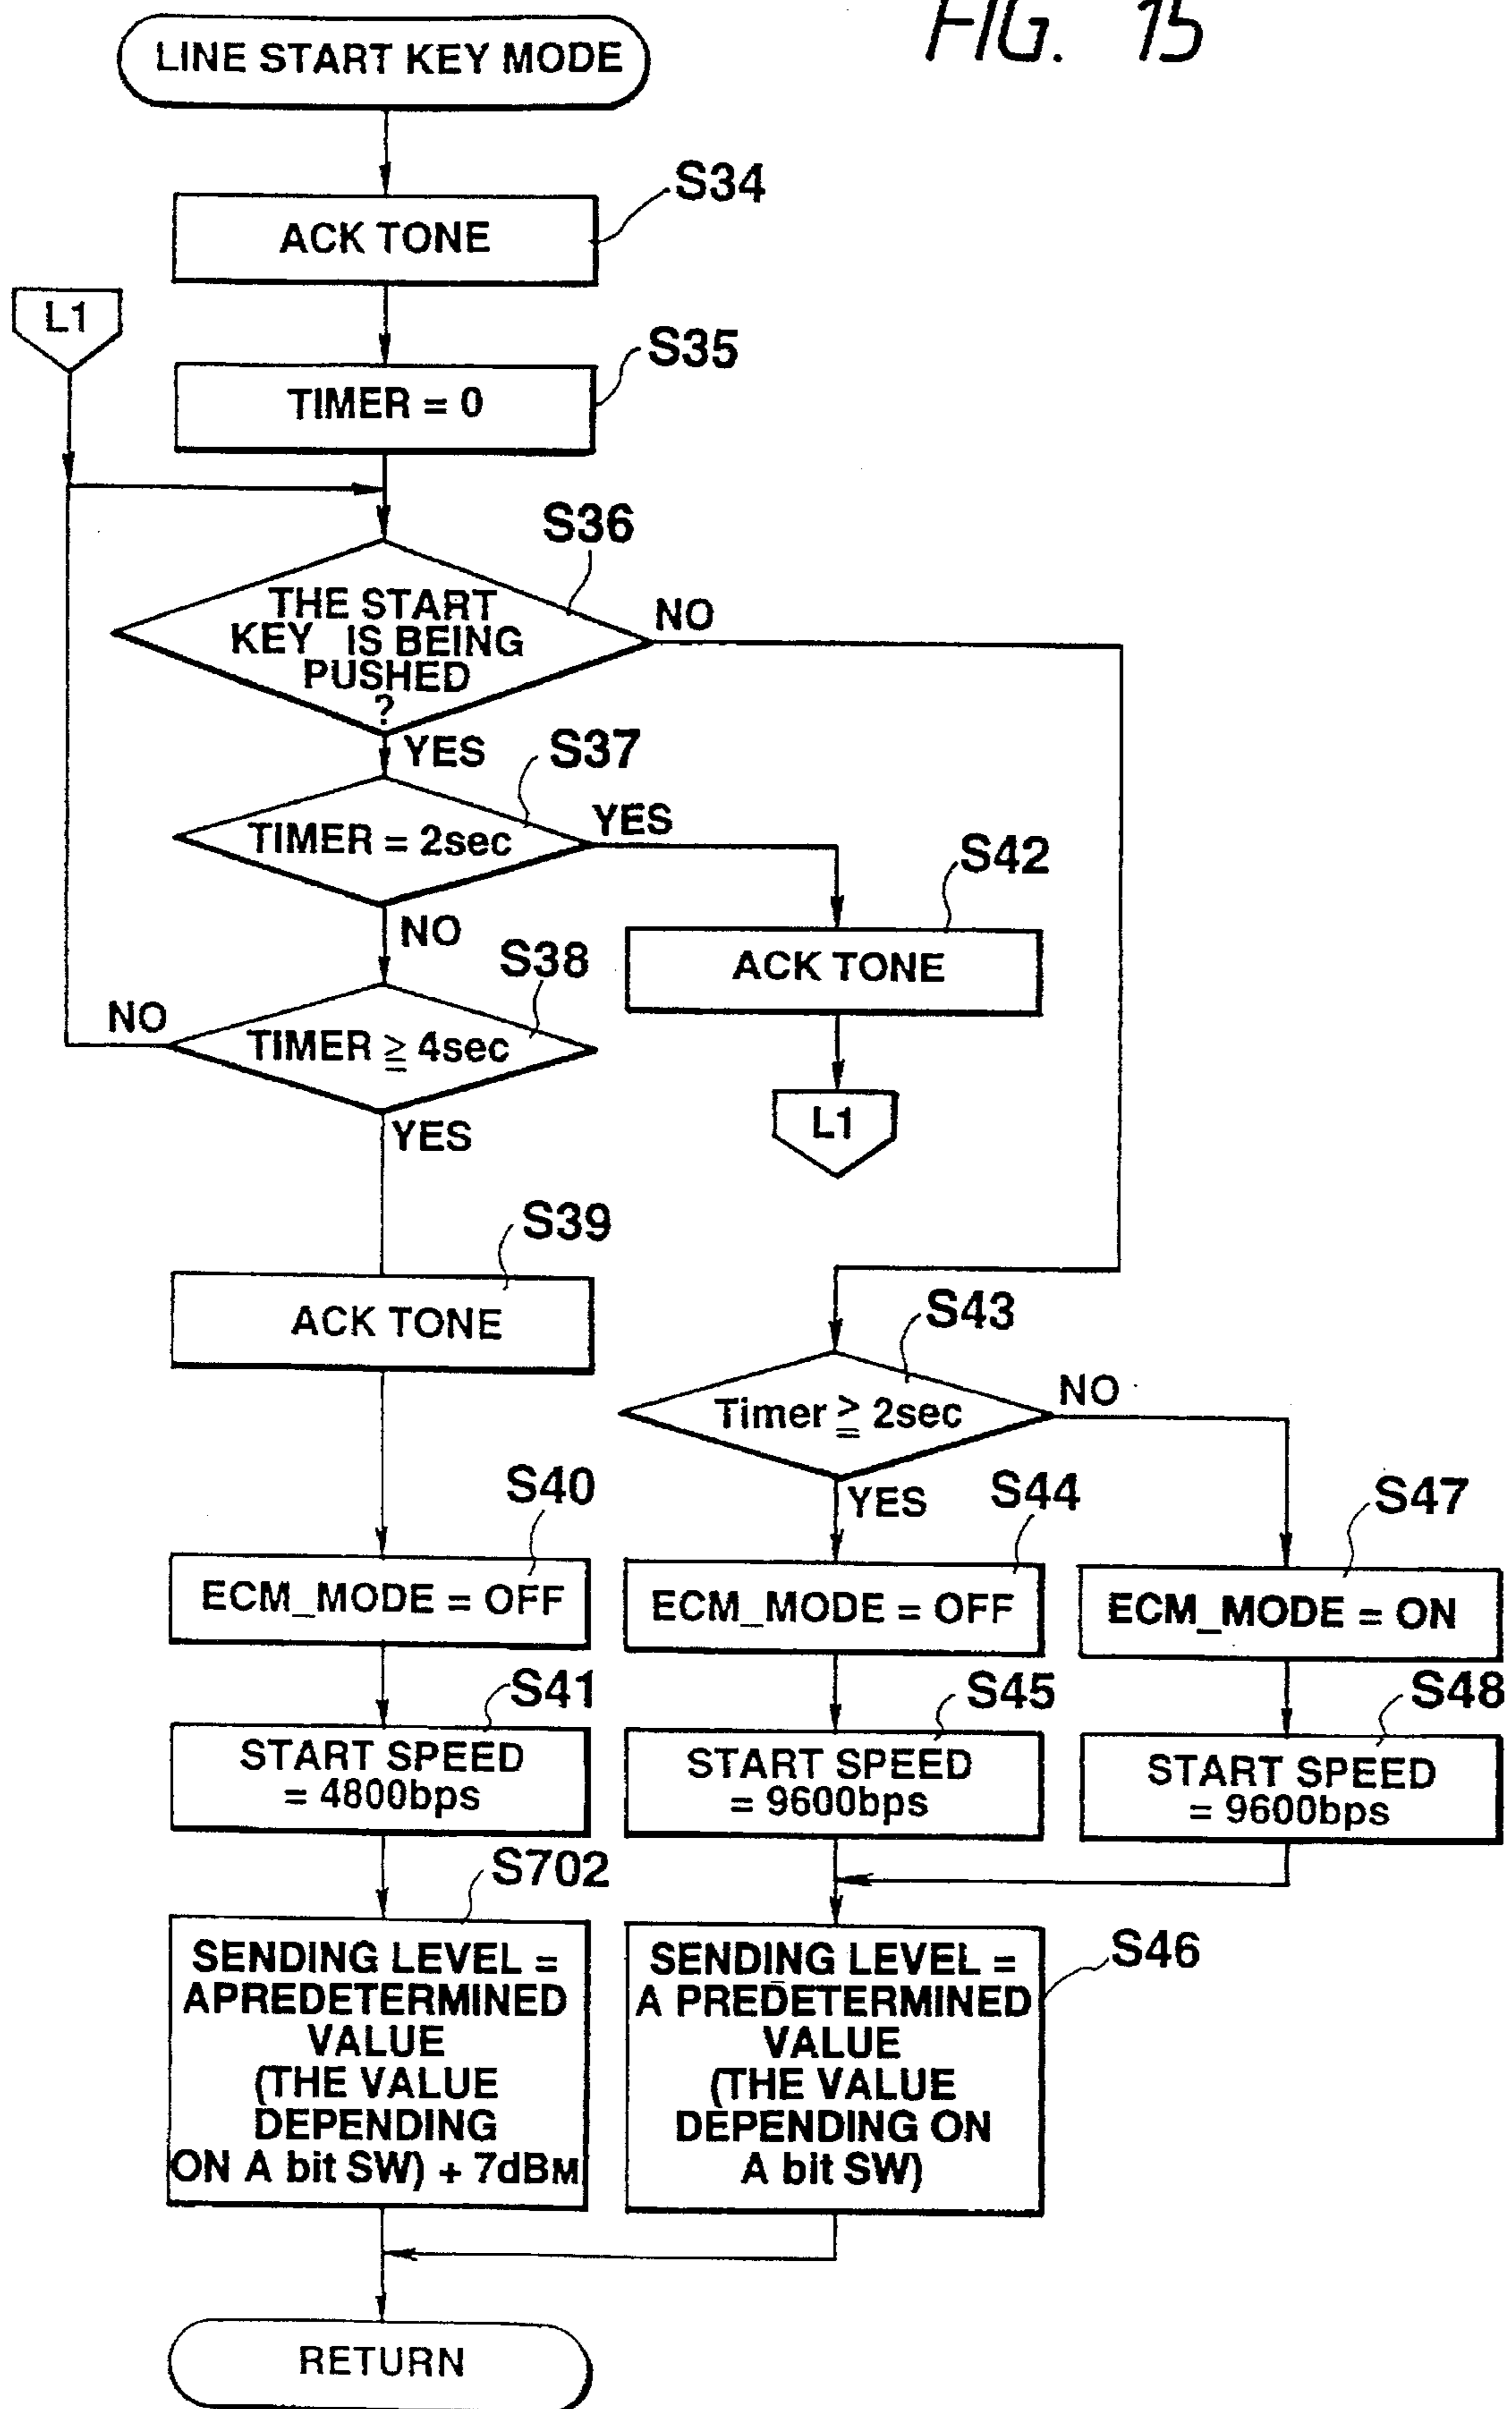 FIG. 15
LINE START KEY MODE
S34
ACK TONE
L1
S35
TIMER = 0
S36
THE START
KEY IS BEING
PUSHED
?
NO
YES
S37
TIMER = 2sec
YES
NO
S42
ACK TONE
L1
S38
TIMER ≧ 4sec
NO
YES
S39
ACK TONE
S43
Timer ≧ 2sec
NO
YES
S40
ECM_MODE = OFF
S44
ECM_MODE = OFF
S47
ECM_MODE = ON
S41
START SPEED
= 4800bps
S45
START SPEED
= 9600bps
S48
START SPEED
= 9600bps
S702
SENDING LEVEL =
APREDETERMINED
VALUE
(THE VALUE
DEPENDING
ON A bit SW) + 7dBM
S46
SENDING LEVEL =
A PREDETERMINED
VALUE
(THE VALUE
DEPENDING ON
A bit SW)
RETURN